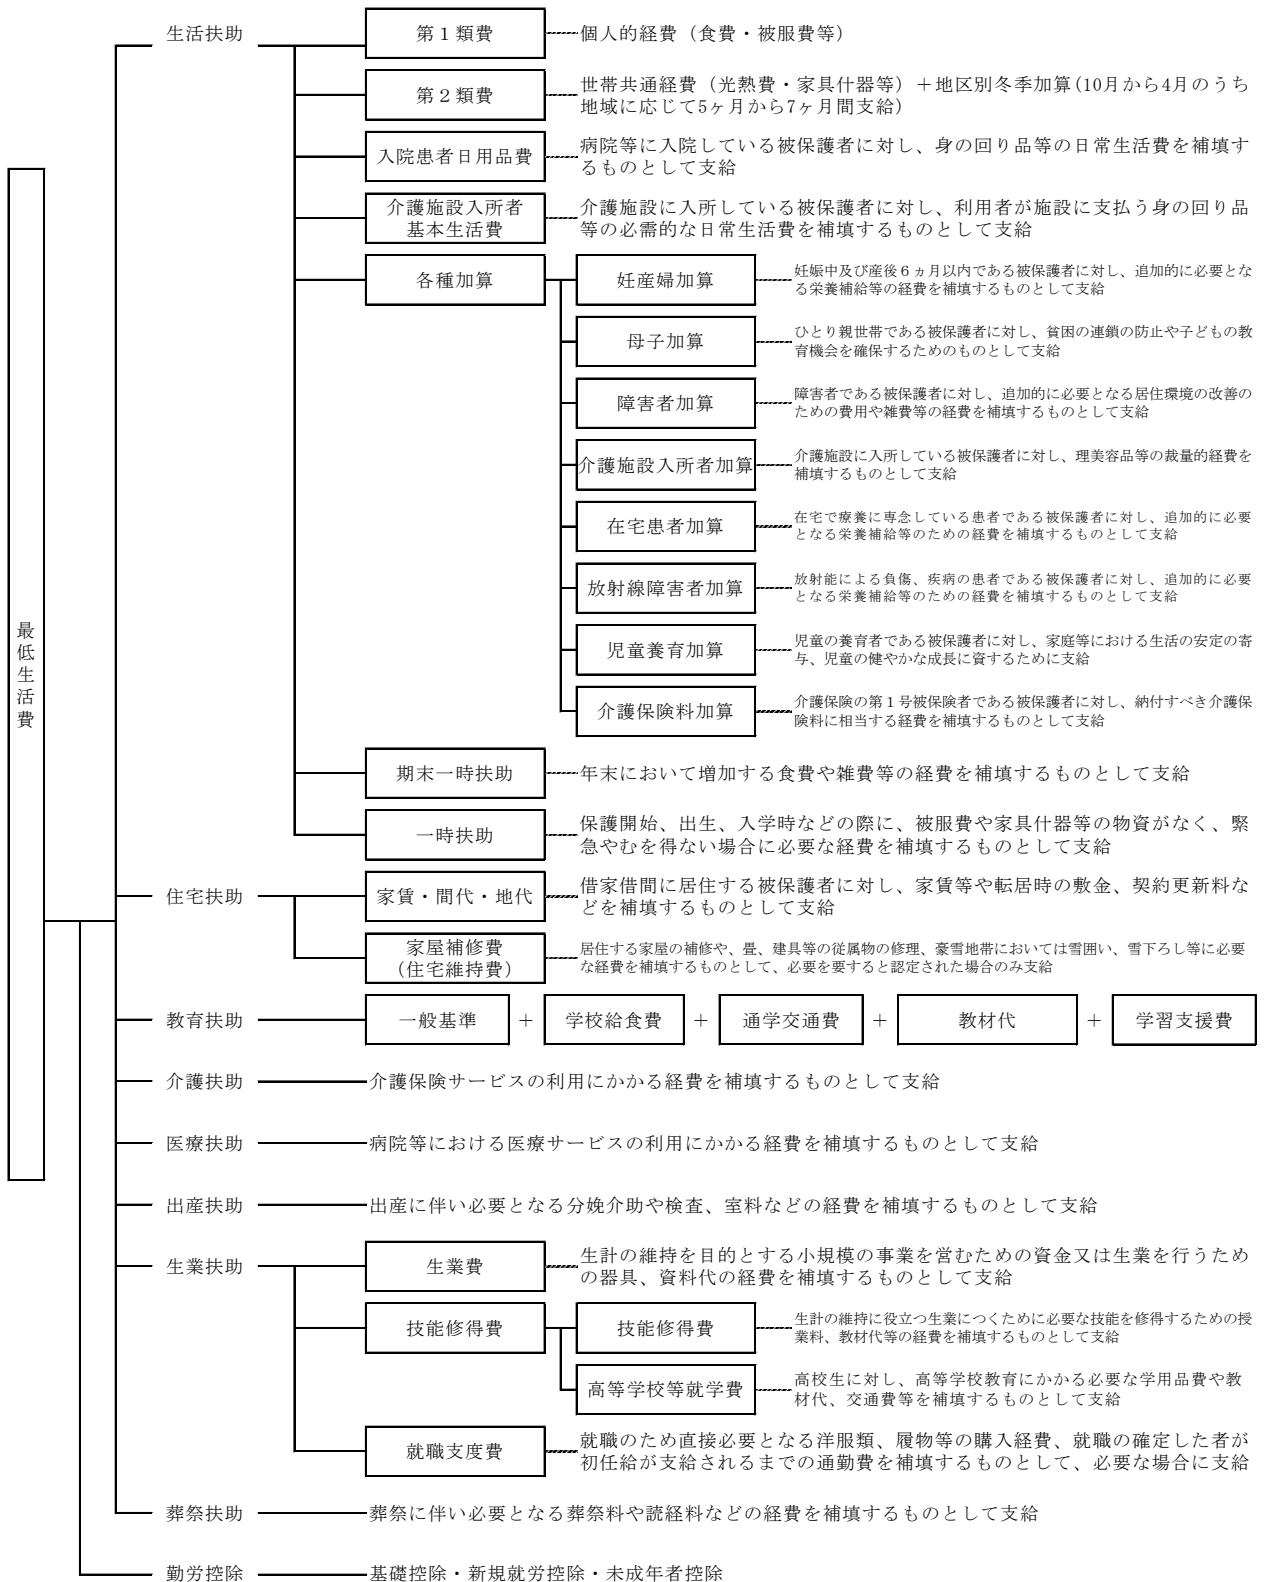 最低生活費
生活扶助
第１類費
個人的経費（食費・被服費等）
第２類費
世帯共通経費（光熱費・家具什器等）＋地区別冬季加算(10月から4月のうち
地域に応じて5ヶ月から7ヶ月間支給)
入院患者日用品費
病院等に入院している被保護者に対し、身の回り品等の日常生活費を補填す
るものとして支給
介護施設入所者
基本生活費
介護施設に入所している被保護者に対し、利用者が施設に支払う身の回り品
等の必需的な日常生活費を補填するものとして支給
各種加算
妊産婦加算
妊娠中及び産後６ヵ月以内である被保護者に対し、追加的に必要とな
る栄養補給等の経費を補填するものとして支給
母子加算
ひとり親世帯である被保護者に対し、貧困の連鎖の防止や子どもの教
育機会を確保するためのものとして支給
障害者加算
障害者である被保護者に対し、追加的に必要となる居住環境の改善の
ための費用や雑費等の経費を補填するものとして支給
介護施設入所者加算
介護施設に入所している被保護者に対し、理美容品等の裁量的経費を
補填するものとして支給
在宅患者加算
在宅で療養に専念している患者である被保護者に対し、追加的に必要
となる栄養補給等のための経費を補填するものとして支給
放射線障害者加算
放射能による負傷、疾病の患者である被保護者に対し、追加的に必要
となる栄養補給等のための経費を補填するものとして支給
児童養育加算
児童の養育者である被保護者に対し、家庭等における生活の安定の寄
与、児童の健やかな成長に資するために支給
介護保険料加算
介護保険の第１号被保険者である被保護者に対し、納付すべき介護保
険料に相当する経費を補填するものとして支給
期末一時扶助
年末において増加する食費や雑費等の経費を補填するものとして支給
一時扶助
保護開始、出生、入学時などの際に、被服費や家具什器等の物資がなく、緊
急やむを得ない場合に必要な経費を補填するものとして支給
住宅扶助
家賃・間代・地代
借家借間に居住する被保護者に対し、家賃等や転居時の敷金、契約更新料な
どを補填するものとして支給
家屋補修費
（住宅維持費）
居住する家屋の補修や、畳、建具等の従属物の修理、豪雪地帯においては雪囲い、雪下ろし等に必要
な経費を補填するものとして、必要を要すると認定された場合のみ支給
教育扶助
一般基準 ＋ 学校給食費 ＋ 通学交通費 ＋ 教材代 ＋ 学習支援費
介護扶助
介護保険サービスの利用にかかる経費を補填するものとして支給
医療扶助
病院等における医療サービスの利用にかかる経費を補填するものとして支給
出産扶助
出産に伴い必要となる分娩介助や検査、室料などの経費を補填するものとして支給
生業扶助
生業費
生計の維持を目的とする小規模の事業を営むための資金又は生業を行うため
の器具、資料代の経費を補填するものとして支給
技能修得費
技能修得費
生計の維持に役立つ生業につくために必要な技能を修得するための授
業料、教材代等の経費を補填するものとして支給
高等学校等就学費
高校生に対し、高等学校教育にかかる必要な学用品費や教
材代、交通費等を補填するものとして支給
就職支度費
就職のため直接必要となる洋服類、履物等の購入経費、就職の確定した者が
初任給が支給されるまでの通勤費を補填するものとして、必要な場合に支給
葬祭扶助
葬祭に伴い必要となる葬祭料や読経料などの経費を補填するものとして支給
勤労控除
基礎控除・新規就労控除・未成年者控除